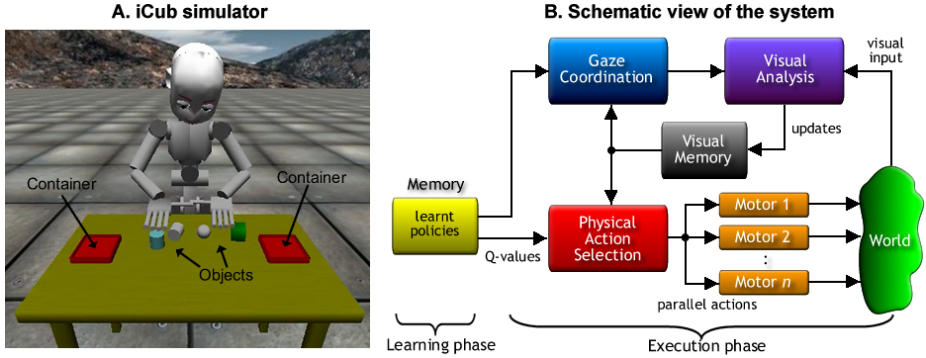 A. iCub simulator
Container
Container
Objects
B. Schematic view of the system
Gaze
Coordination
Visual
Analysis
visual
input
updates
Visual
Memory
Memory
learnt
policies
Q-values
Physical
Action
Selection
Motor 1
Motor 2
:
Motor n
World
parallel actions
Learning phase
Execution phase